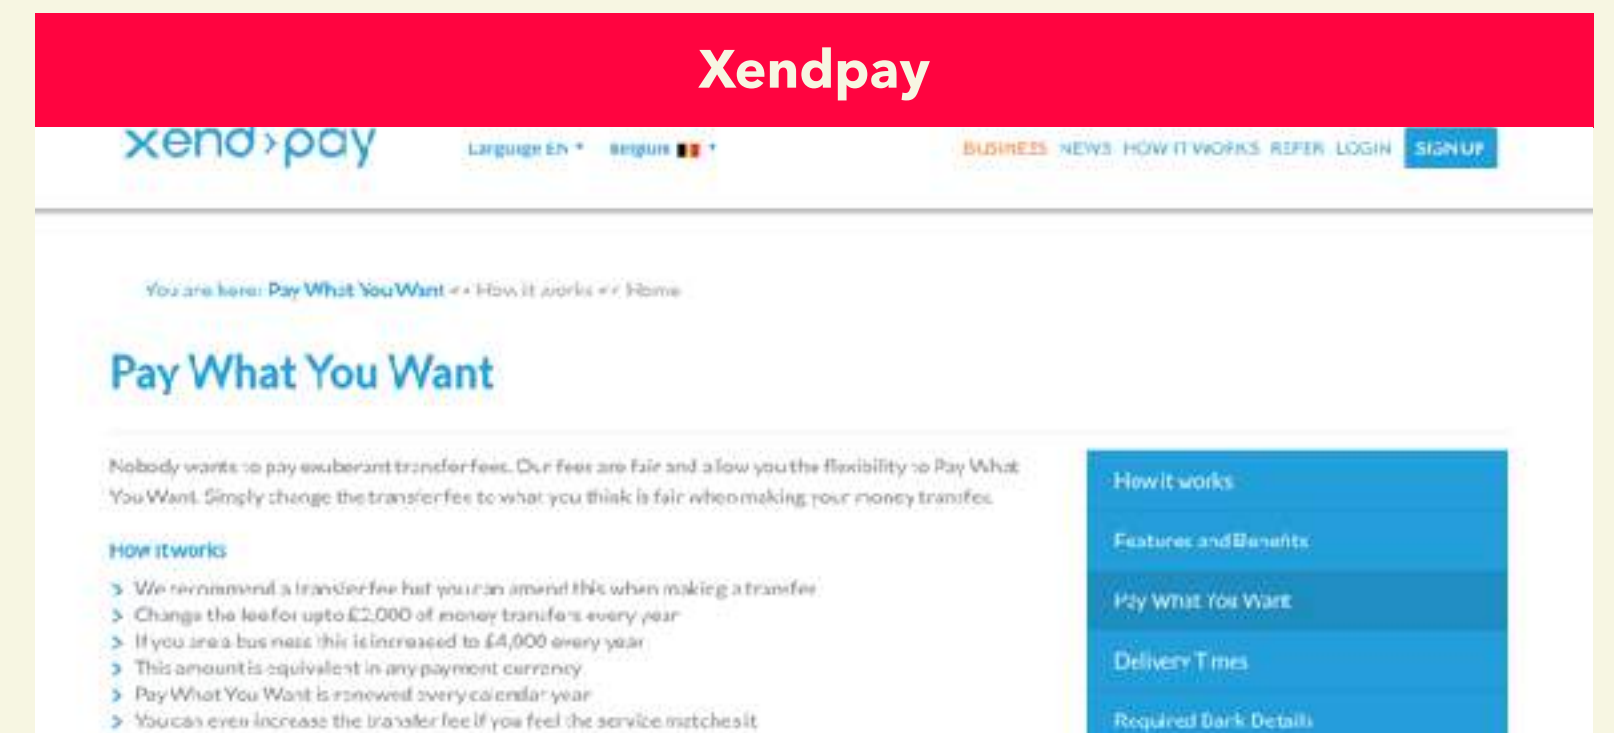 Xendpay
xend>pay
Language EN
Belgium
BUSINESS NEWS HOW IT WORKS REFER LOGIN SIGN UP
You are here: Pay What You Want << How it works << Home
Pay What You Want
Nobody wants to pay exuberant transfer fees. Our fees are fair and allow you the flexibility to Pay What
You Want. Simply change the transfer fee to what you think is fair when making your money transfer.
How it works
> We recommend a transfer fee but you can amend this when making a transfer
> Change the fee for upto £2,000 of money transfers every year
> If you are a business this is increased to £4,000 every year
> This amount is equivalent in any payment currency
> Pay What You Want is renewed every calendar year
> You can even increase the transfer fee if you feel the service matches it
How it works
Features and Benefits
Pay What You Want
Delivery Times
Required Bank Details